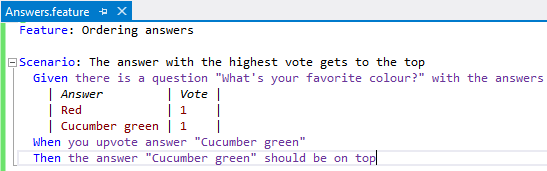 Answers.feature
Feature: Ordering answers
Scenario: The answer with the highest vote gets to the top
Given there is a question "What's your favorite colour?" with the answers
| Answer | Vote |
| Red | 1 |
| Cucumber green | 1 |
When you upvote answer "Cucumber green"
Then the answer "Cucumber green" should be on top